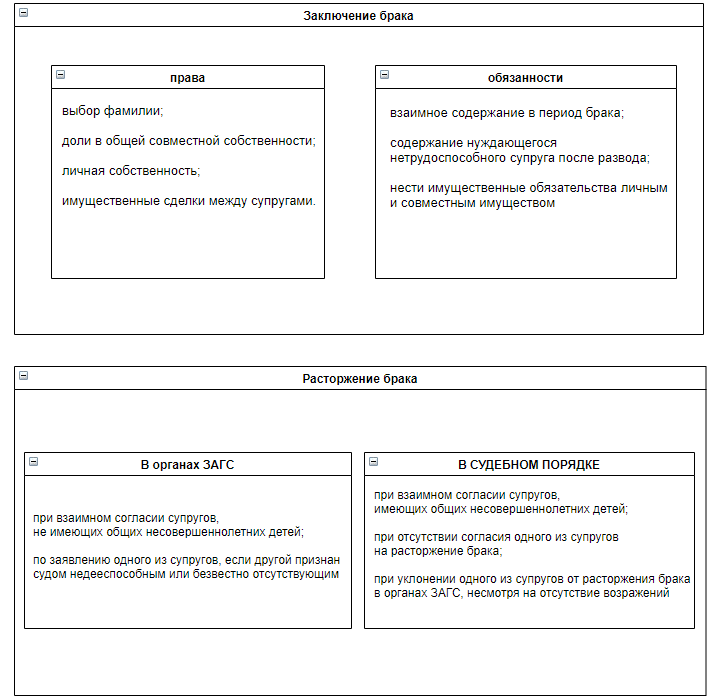 Заключение брака
права
выбор фамилии;
доли в общей совместной собственности;
личная собственность;
имущественные сделки между супругами.
обязанности
взаимное содержание в период брака;
содержание нуждающегося
нетрудоспособного супруга после развода;
нести имущественные обязательства личным
и совместным имуществом
Расторжение брака
В органах ЗАГС
при взаимном согласии супругов,
не имеющих общих несовершеннолетних детей;
по заявлению одного из супругов, если другой признан
судом недееспособным или безвестно отсутствующим
В СУДЕБНОМ ПОРЯДКЕ
при взаимном согласии супругов,
имеющих общих несовершеннолетних детей;
при отсутствии согласия одного из супругов
на расторжение брака;
при уклонении одного из супругов от расторжения брака
в органах ЗАГС, несмотря на отсутствие возражений